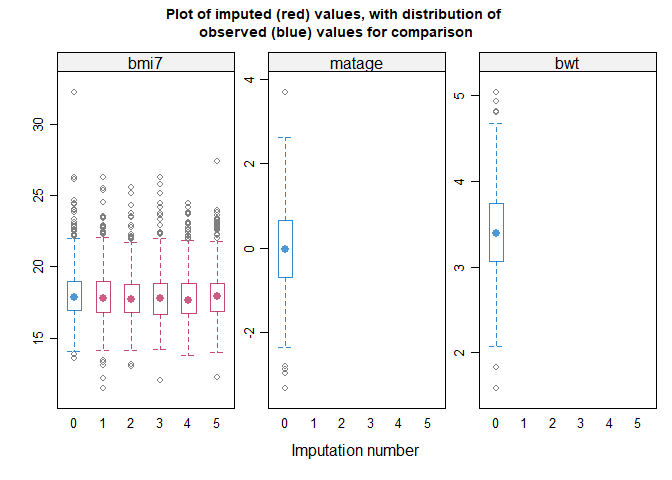 Plot of imputed (red) values, with distribution of
observed (blue) values for comparison
bmi7
matage
bwt
30
25
20
15
4
2
0
-2
5
4
3
2
0 1 2 3 4 5
0 1 2 3 4 5
0 1 2 3 4 5
Imputation number